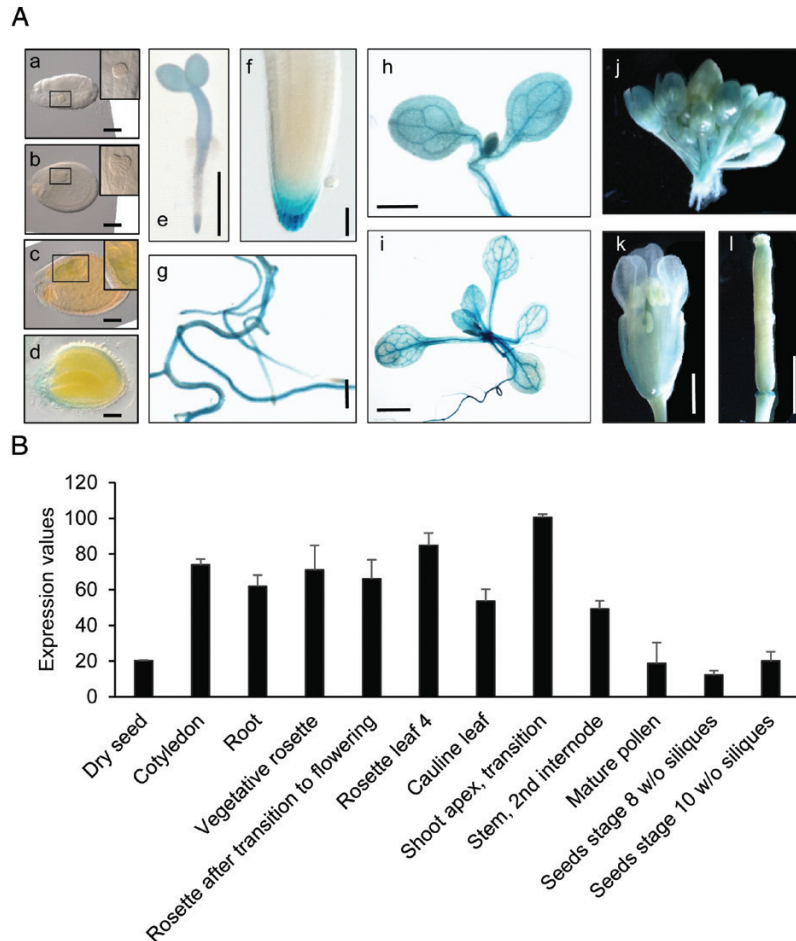 A
a
b
c
d
e
f
g
h
i
j
k
l
B
Expression values
120
100
80
60
40
20
0
Dry seed
Cotyledon
Root
Vegetative rosette
Rosette after transition to flowering
Rosette leaf 4
Cauline leaf
Shoot apex, transition
Stem, 2nd internode
Mature pollen
Seeds stage 8 w/o siliques
Seeds stage 10 w/o siliques